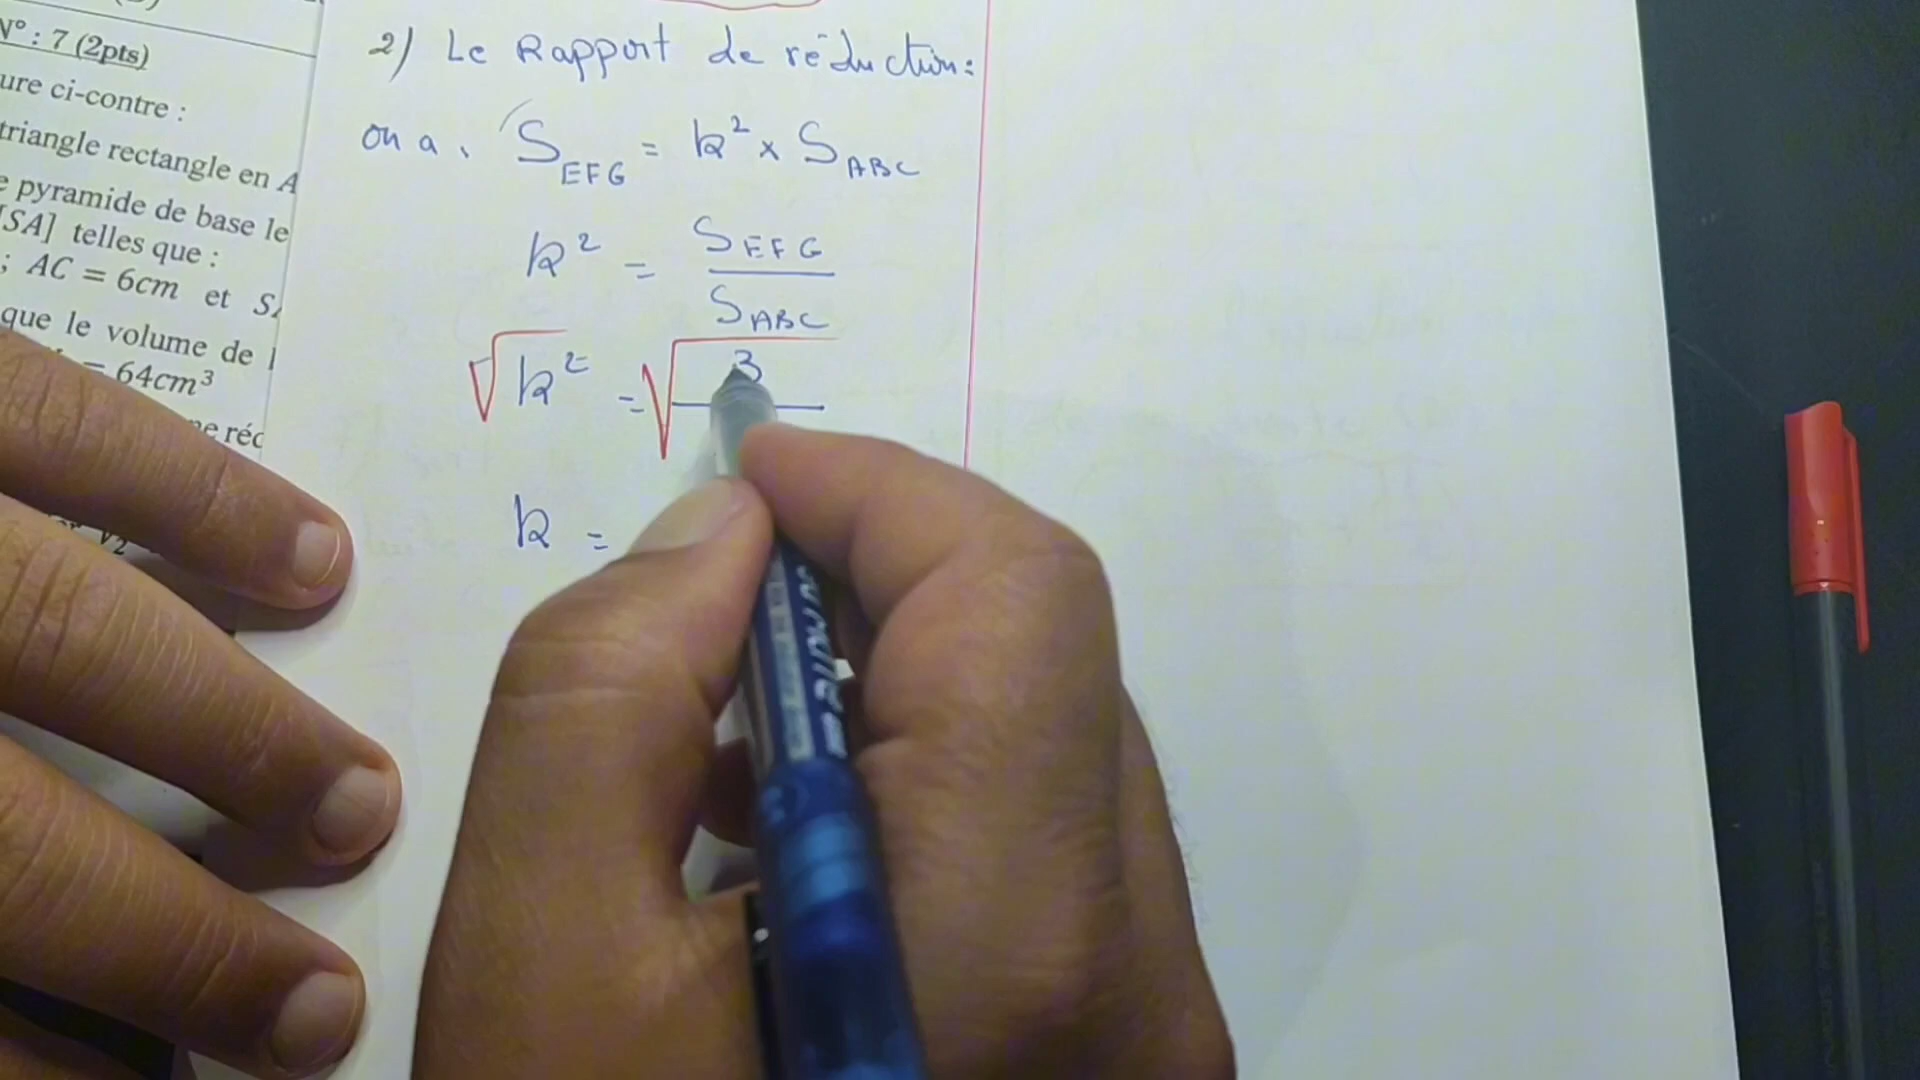 N° : 7 (2pts)
ure ci-contre :
triangle rectangle en A
e pyramide de base le
[SA] telles que :
; AC = 6cm et S
que le volume de l
= 64cm³
ne réd
√2
2) Le Rapport de réduction :
on a : S_EFG = k² × S_ABC
k² = S_EFG / S_ABC
√k² = √3
k =